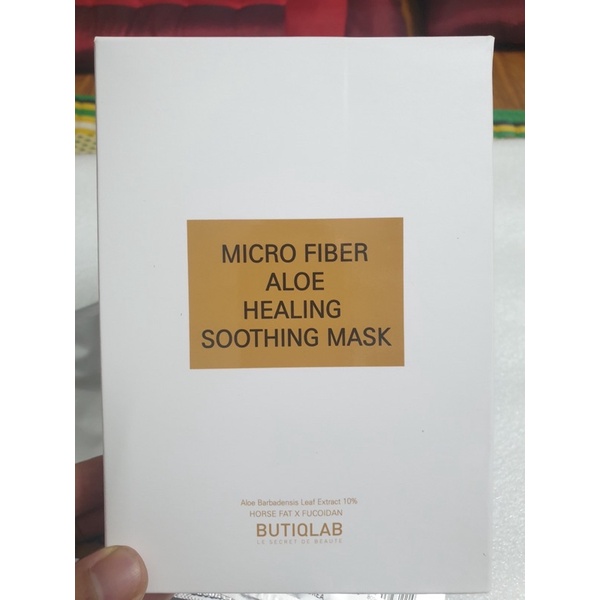 MICRO FIBER
ALOE
HEALING
SOOTHING MASK
Aloe Barbadensis Leaf Extract 10%
HORSE FAT X FUCOIDAN
BUTIQLAB
LE SECRET DE BEAUTE